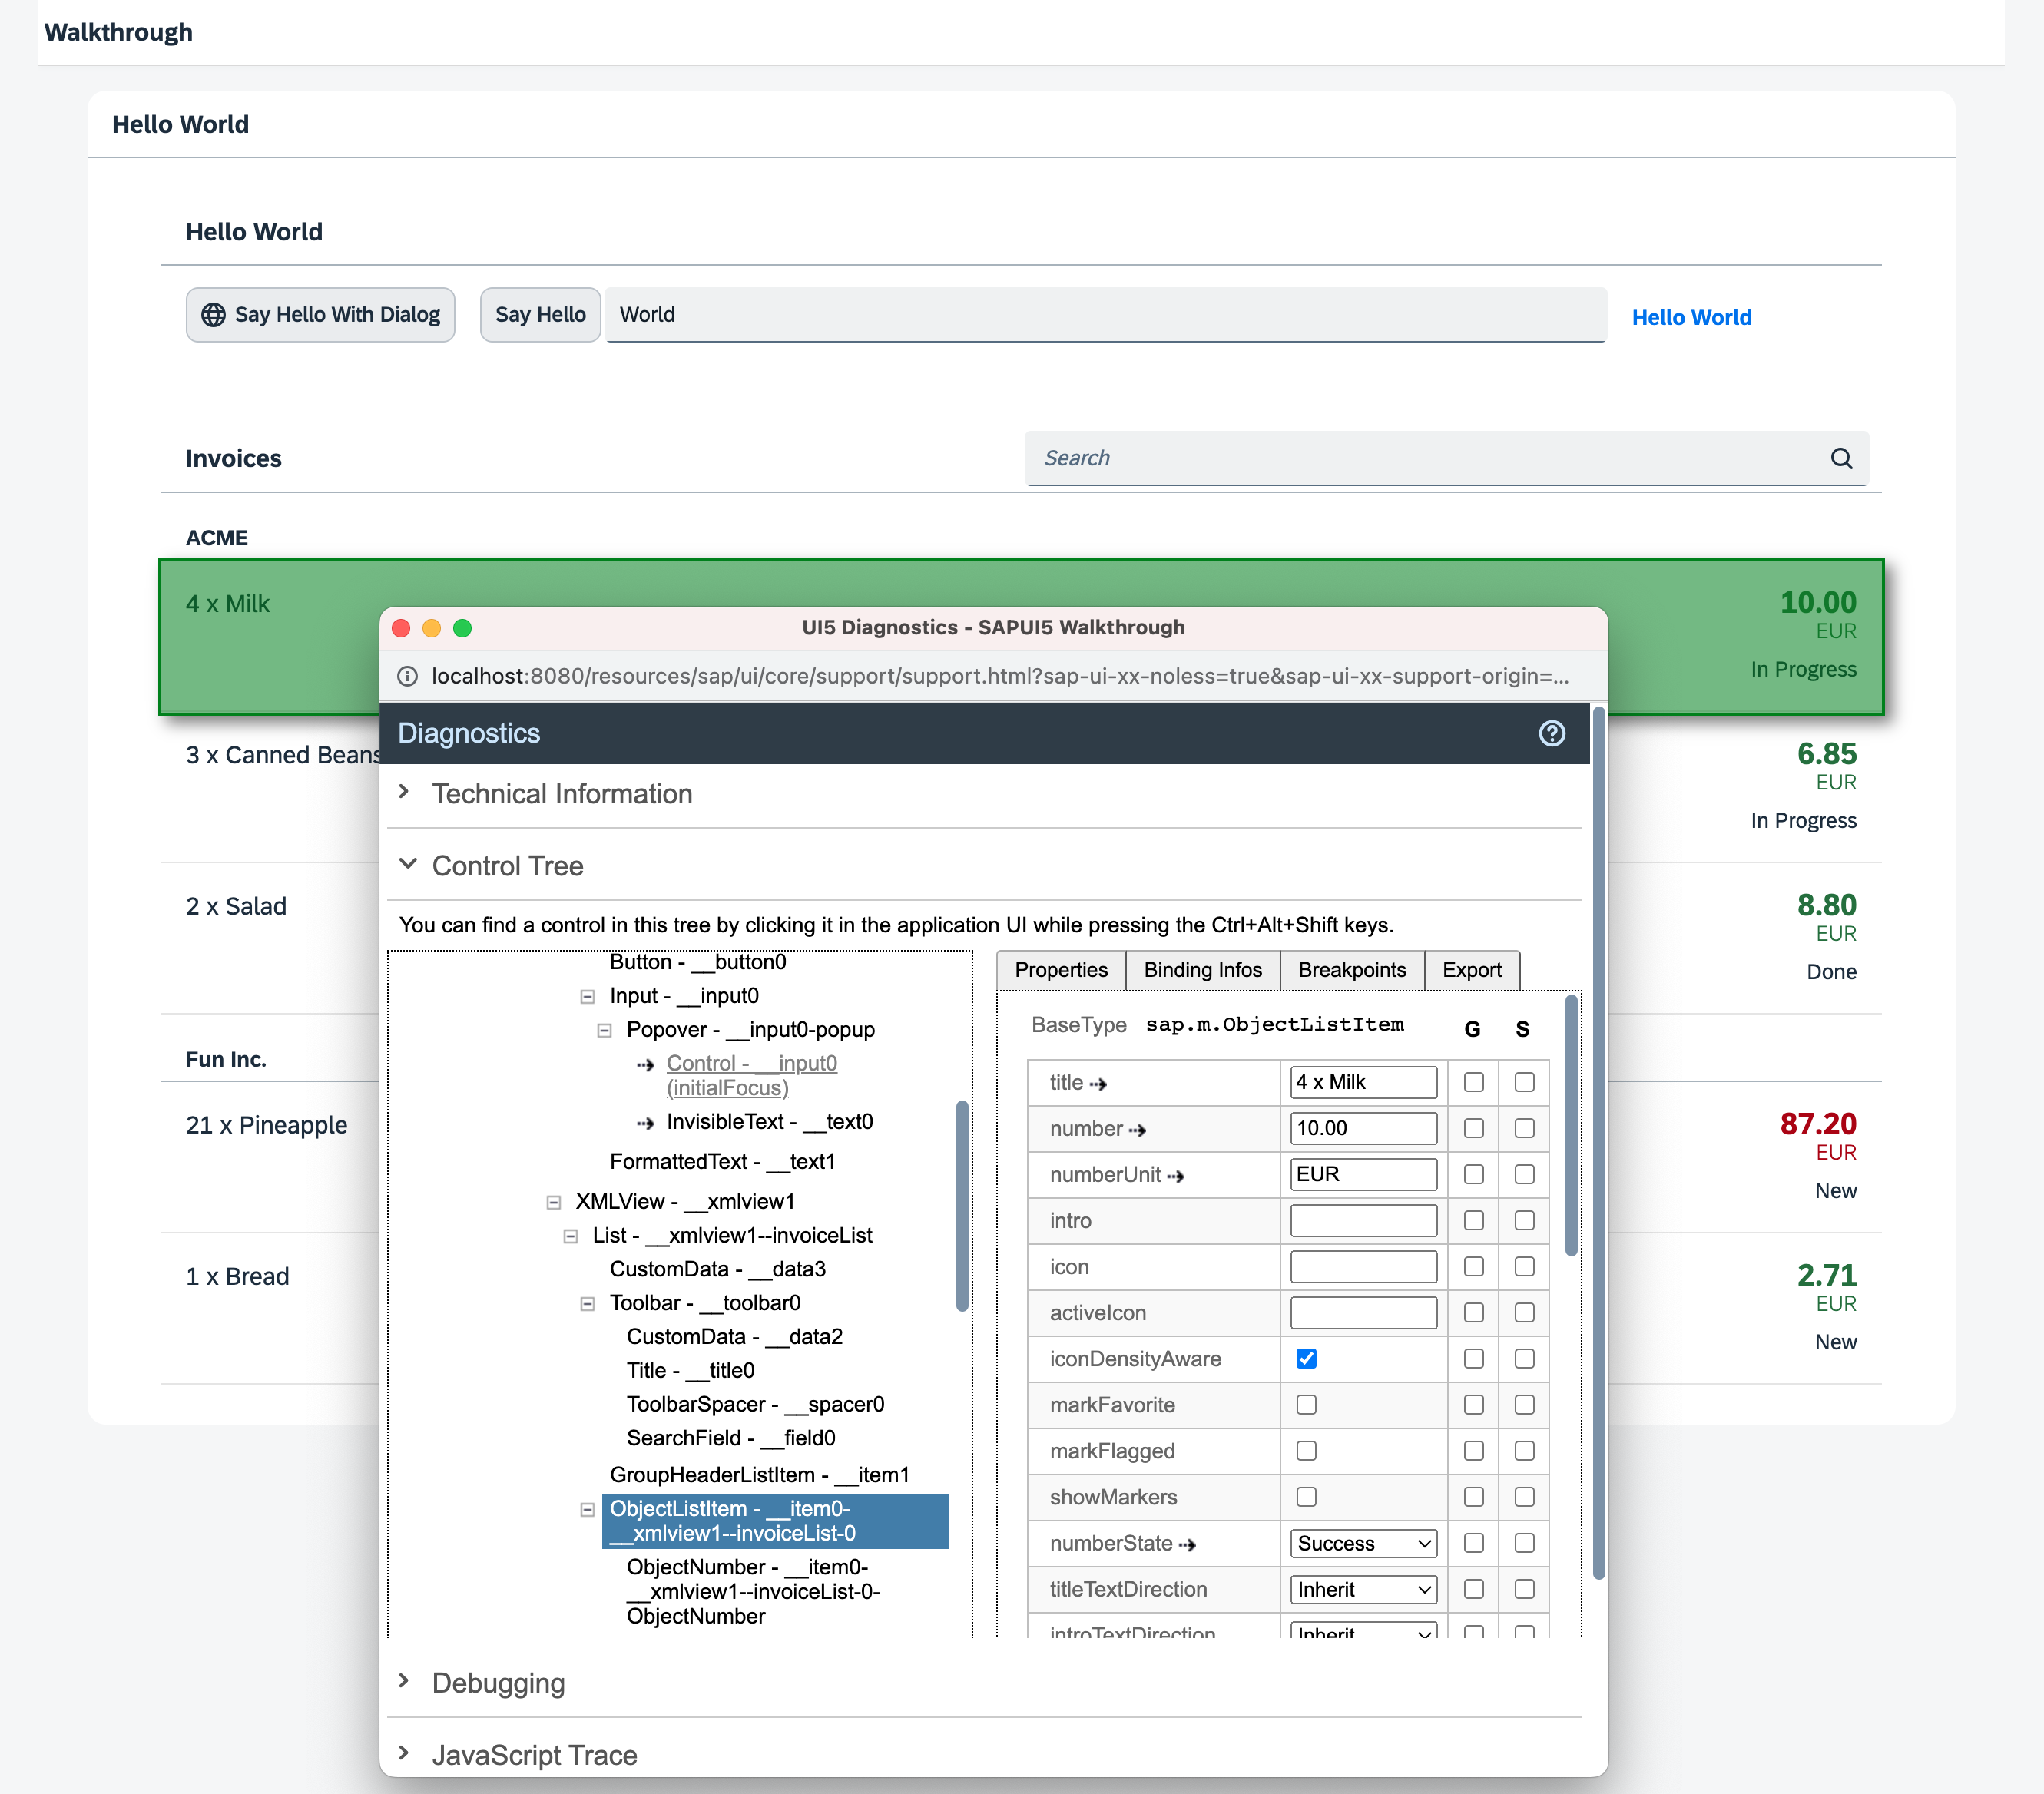 Walkthrough
Hello World
Hello World
Say Hello With Dialog
Say Hello
World
Hello World
Invoices
Search
ACME
4 x Milk
10.00
EUR
In Progress
3 x Canned Beans
6.85
EUR
In Progress
2 x Salad
8.80
EUR
Done
Fun Inc.
21 x Pineapple
87.20
EUR
New
1 x Bread
2.71
EUR
New
UI5 Diagnostics - SAPUI5 Walkthrough
localhost:8080/resources/sap/ui/core/support/support.html?sap-ui-xx-noless=true&sap-ui-xx-support-origin=...
Diagnostics
Technical Information
Control Tree
You can find a control in this tree by clicking it in the application UI while pressing the Ctrl+Alt+Shift keys.
Button - __button0
Input - __input0
Popover - __input0-popup
Control - __input0
(initialFocus)
InvisibleText - __text0
FormattedText - __text1
XMLView - __xmlview1
List - __xmlview1--invoiceList
CustomData - __data3
Toolbar - __toolbar0
CustomData - __data2
Title - __title0
ToolbarSpacer - __spacer0
SearchField - __field0
GroupHeaderListItem - __item1
ObjectListItem - __item0-
__xmlview1--invoiceList-0
ObjectNumber - __item0-
__xmlview1--invoiceList-0-
ObjectNumber
Properties
Binding Infos
Breakpoints
Export
BaseType sap.m.ObjectListItem G S
title 4 x Milk
number 10.00
numberUnit EUR
intro
icon
activeIcon
iconDensityAware
markFavorite
markFlagged
showMarkers
numberState Success
titleTextDirection Inherit
introTextDirection Inherit
Debugging
JavaScript Trace